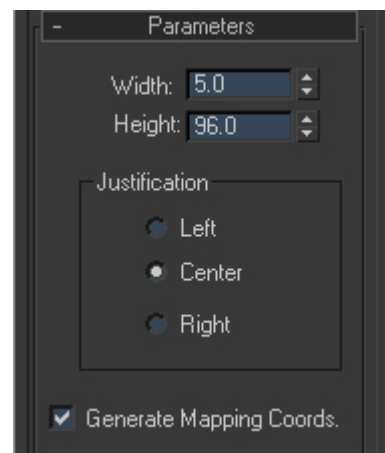 - Parameters
Width: 5.0
Height: 96.0
Justification
Left
Center
Right
Generate Mapping Coords.